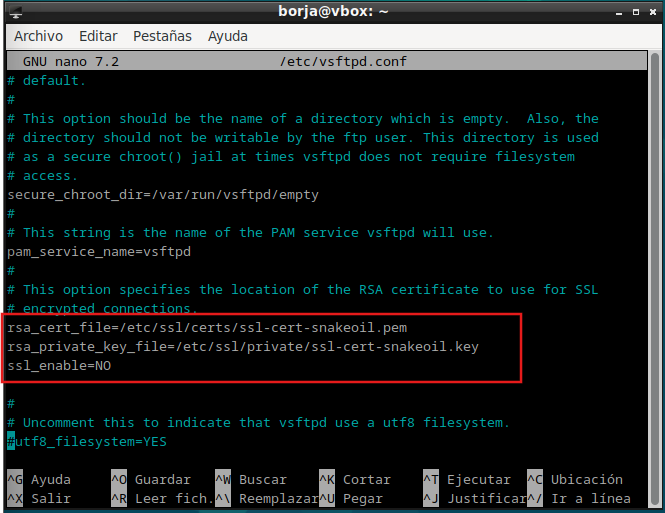 borja@vbox: ~
Archivo Editar Pestañas Ayuda
GNU nano 7.2 /etc/vsftpd.conf
# default.
#
# This option should be the name of a directory which is empty.  Also, the
# directory should not be writable by the ftp user. This directory is used
# as a secure chroot() jail at times vsftpd does not require filesystem
# access.
secure_chroot_dir=/var/run/vsftpd/empty
#
# This string is the name of the PAM service vsftpd will use.
pam_service_name=vsftpd
#
# This option specifies the location of the RSA certificate to use for SSL
# encrypted connections.
rsa_cert_file=/etc/ssl/certs/ssl-cert-snakeoil.pem
rsa_private_key_file=/etc/ssl/private/ssl-cert-snakeoil.key
ssl_enable=NO
#
# Uncomment this to indicate that vsftpd use a utf8 filesystem.
#utf8_filesystem=YES
^G Ayuda ^O Guardar ^W Buscar ^K Cortar ^T Ejecutar ^C Ubicación
^X Salir ^R Leer fich. ^\ Reemplazar ^U Pegar ^J Justificar ^/ Ir a línea